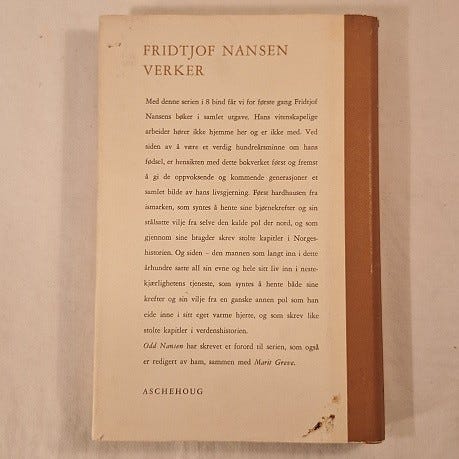 FRIDTJOF NANSEN
VERKER
Med denne serien i 8 bind får vi for første gang Fridtjof
Nansens bøker i samlet utgave. Hans vitenskapelige
arbeider hører ikke hjemme her og er ikke med. Ved
siden av å være et verdig hundreårsminne om hans
fødsel, er hensikten med dette bokverket først og fremst
å gi de oppvoksende og kommende generasjoner et
samlet bilde av hans livsgjerning. Først hardhausen fra
ismarken, som syntes å hente sine bjørnekrefter og sin
stålsatte vilje fra selve den kalde pol der nord, og som
gjennom sine bragder skrev stolte kapitler i Norges-
historien. Og siden – den mannen som langt inn i dette
århundre satte all sin evne og hele sitt liv inn i neste-
kjærlighetens tjeneste, som syntes å hente både sine
krefter og sin vilje fra en ganske annen pol som han
eide inne i sitt eget varme hjerte, og som skrev like
stolte kapitler i verdenshistorien.
Odd Nansen har skrevet et forord til serien, som også
er redigert av ham, sammen med Marit Greve.
ASCHEHOUG